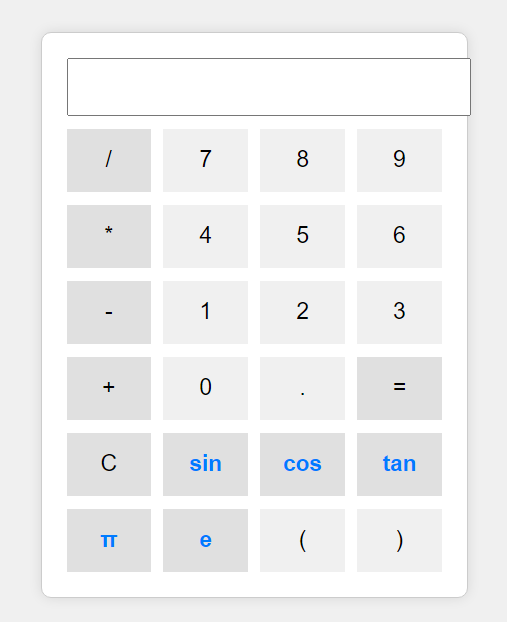 / 7 8 9
* 4 5 6
- 1 2 3
+ 0 . =
C sin cos tan
π e ( )